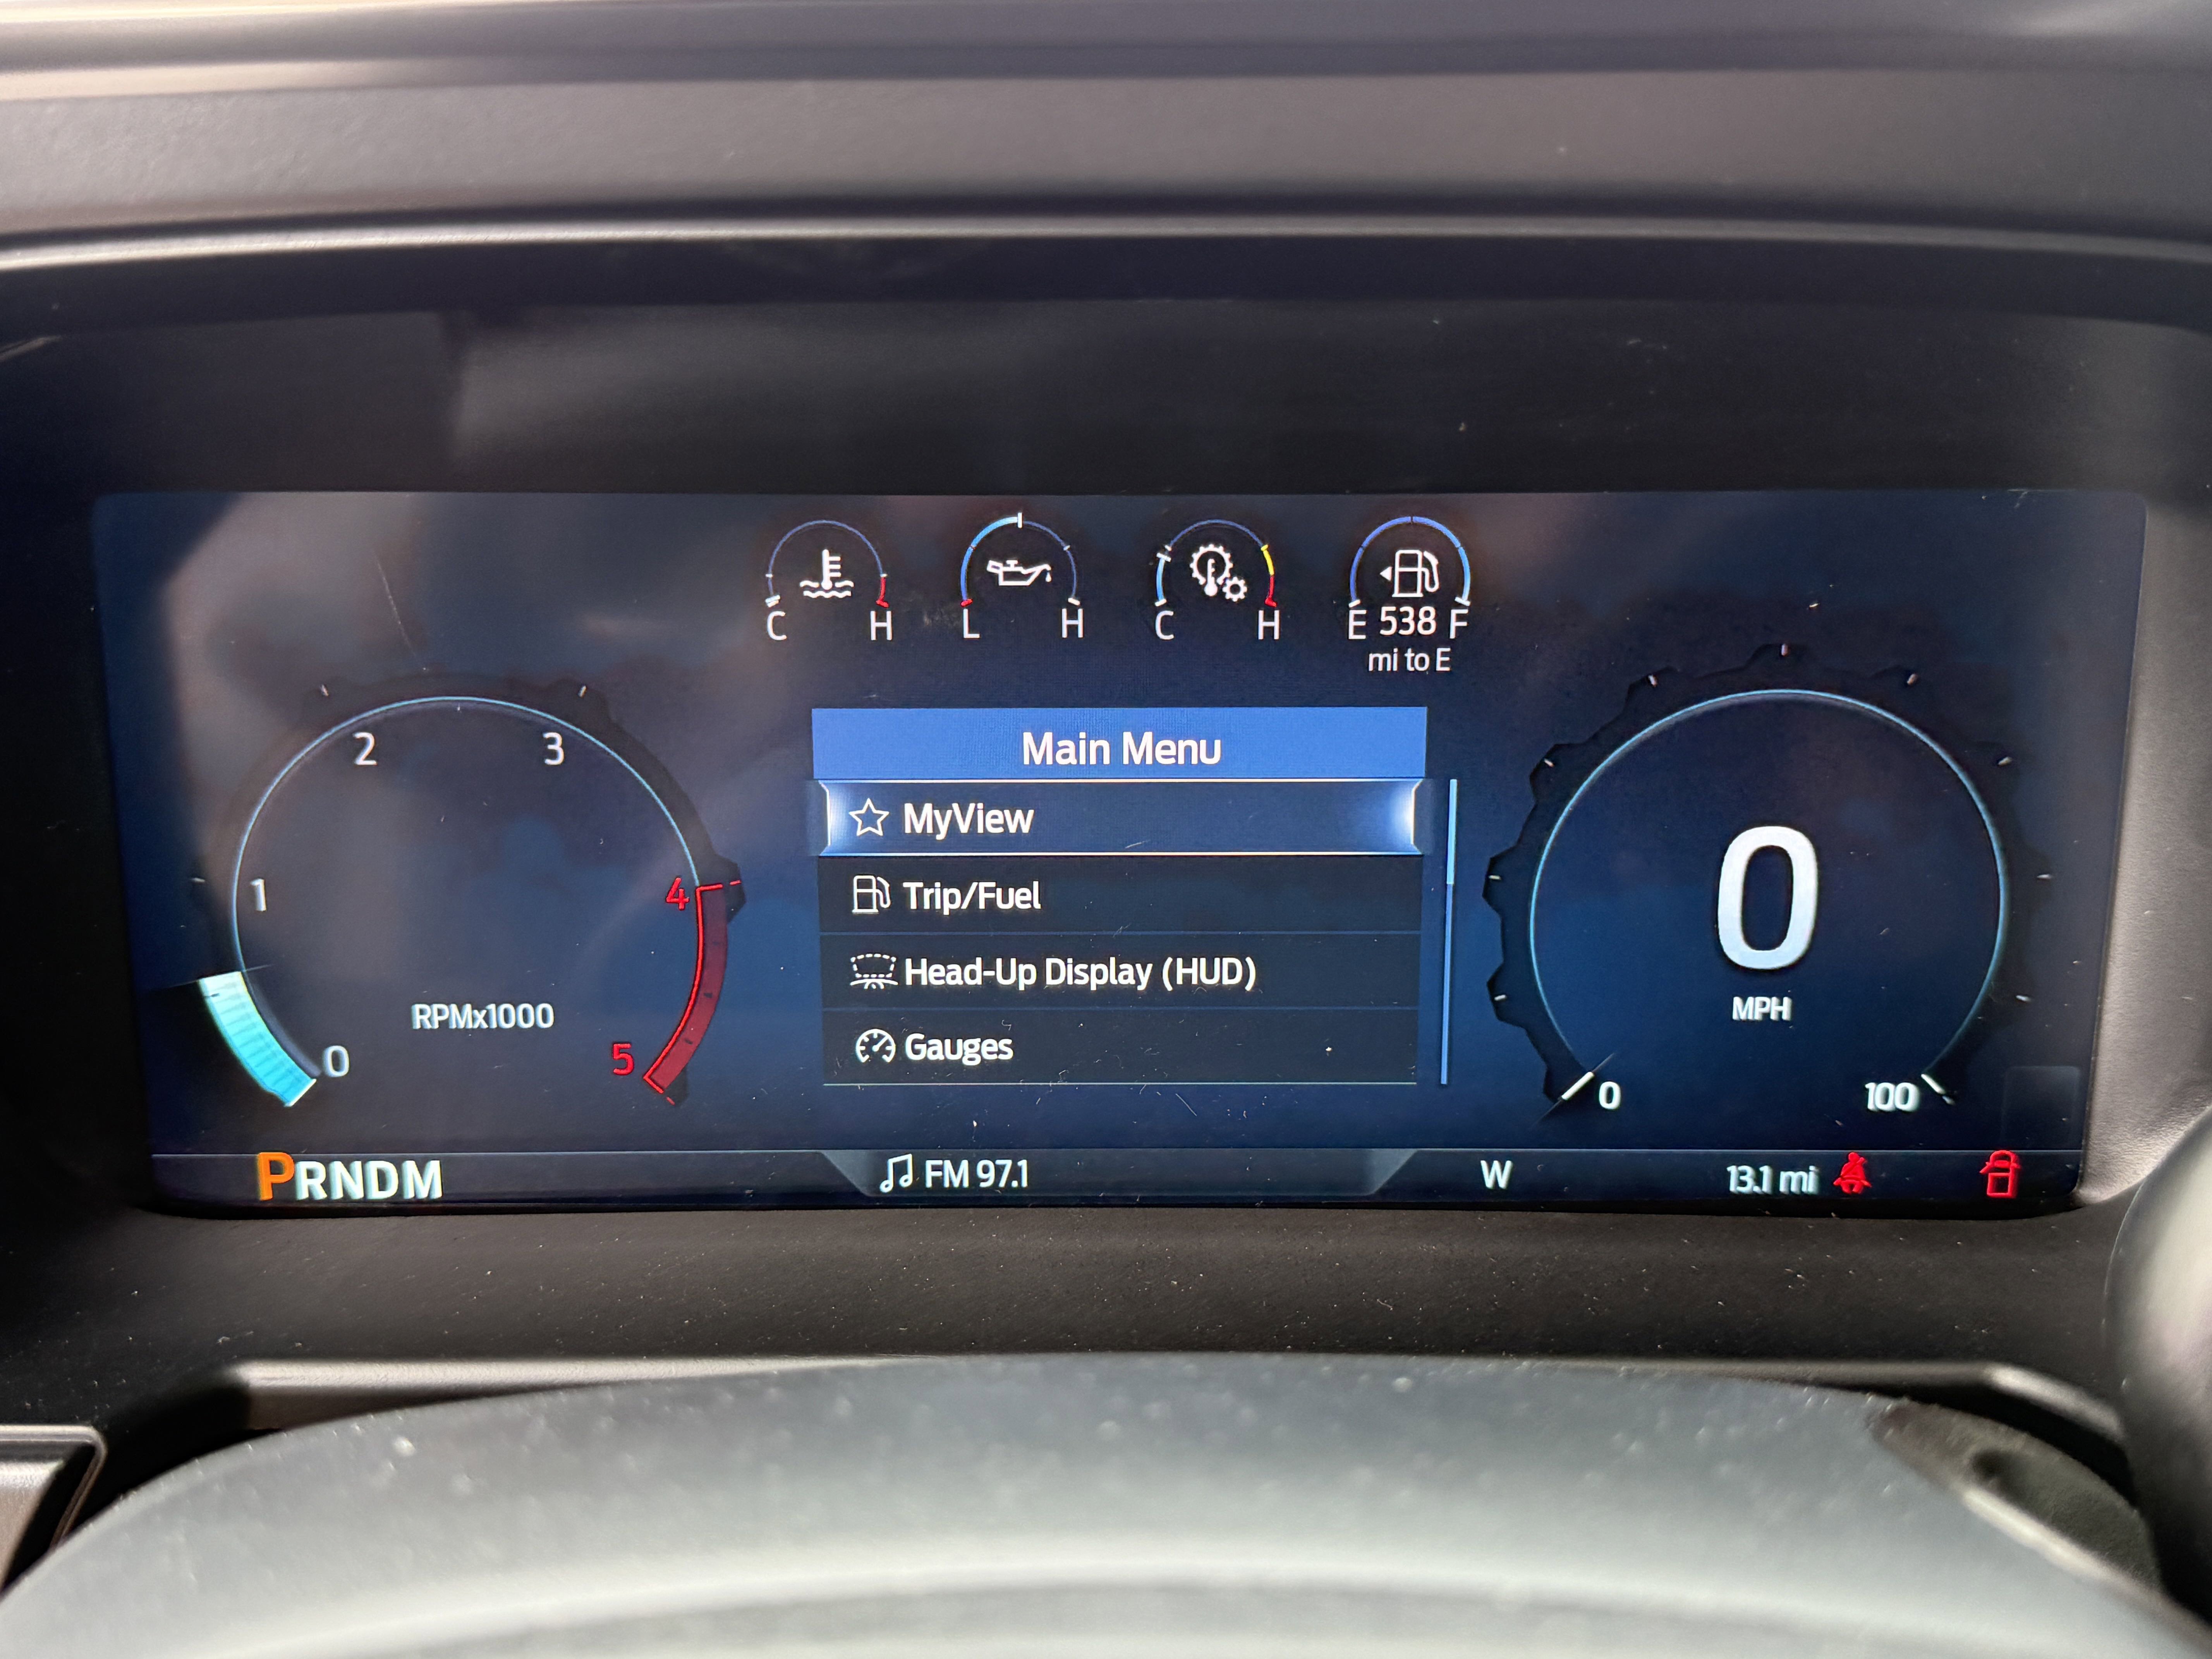 C H
L H
C H
E 538 F
mi to E
Main Menu
MyView
Trip/Fuel
Head-Up Display (HUD)
Gauges
0
1
2
3
4
5
RPMx1000
0
MPH
0
100
PRNDM
FM 97.1
W
13.1 mi